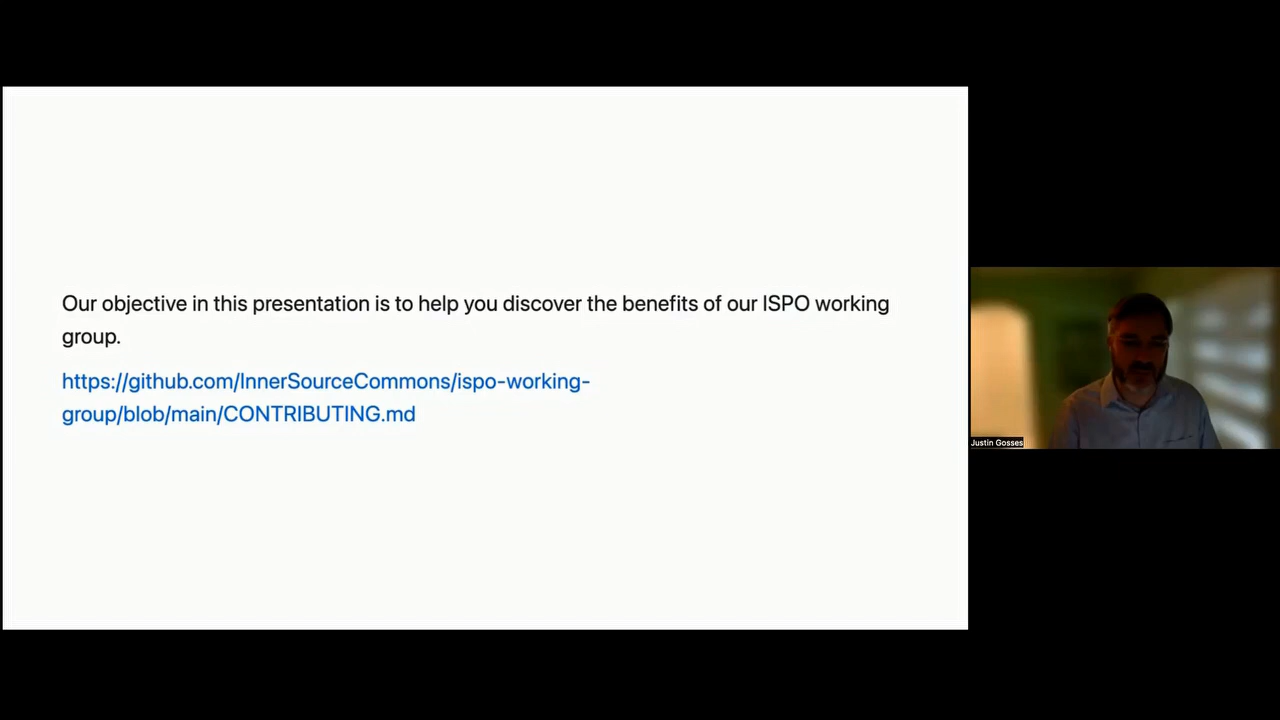 Our objective in this presentation is to help you discover the benefits of our ISPO working
group.
https://github.com/InnerSourceCommons/ispo-working-
group/blob/main/CONTRIBUTING.md
Justin Gosses